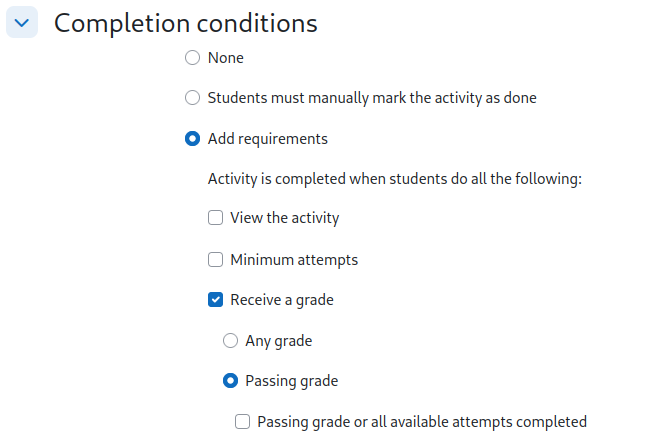 Completion conditions
None
Students must manually mark the activity as done
Add requirements
Activity is completed when students do all the following:
View the activity
Minimum attempts
Receive a grade
Any grade
Passing grade
Passing grade or all available attempts completed